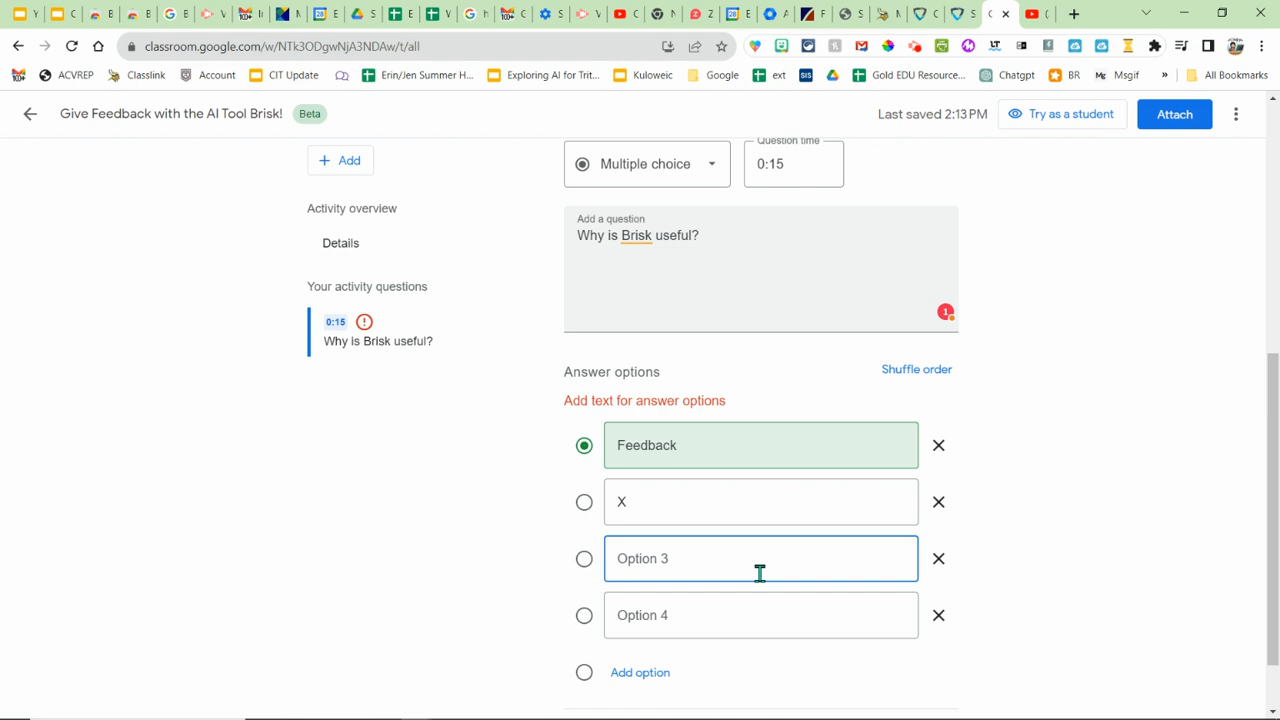 classroom.google.com/u/0/v/NTk3ODgwNjA3NDAw/t/all
ACVREP
Classlink
Account
CIT Update
Erin/Jen Summer H...
Exploring AI for Trit...
Kuloweic
Google
ext
Gold EDU Resource...
Chatgpt
BR
Msgif
»
All Bookmarks
Give Feedback with the AI Tool Brisk!
Beta
Last saved 2:13 PM
Try as a student
Attach
+ Add
Activity overview
Details
Your activity questions
0:15
Why is Brisk useful?
Multiple choice
Question time
0:15
Add a question
Why is Brisk useful?
1
Answer options
Shuffle order
Add text for answer options
Feedback
X
Option 3
Option 4
Add option